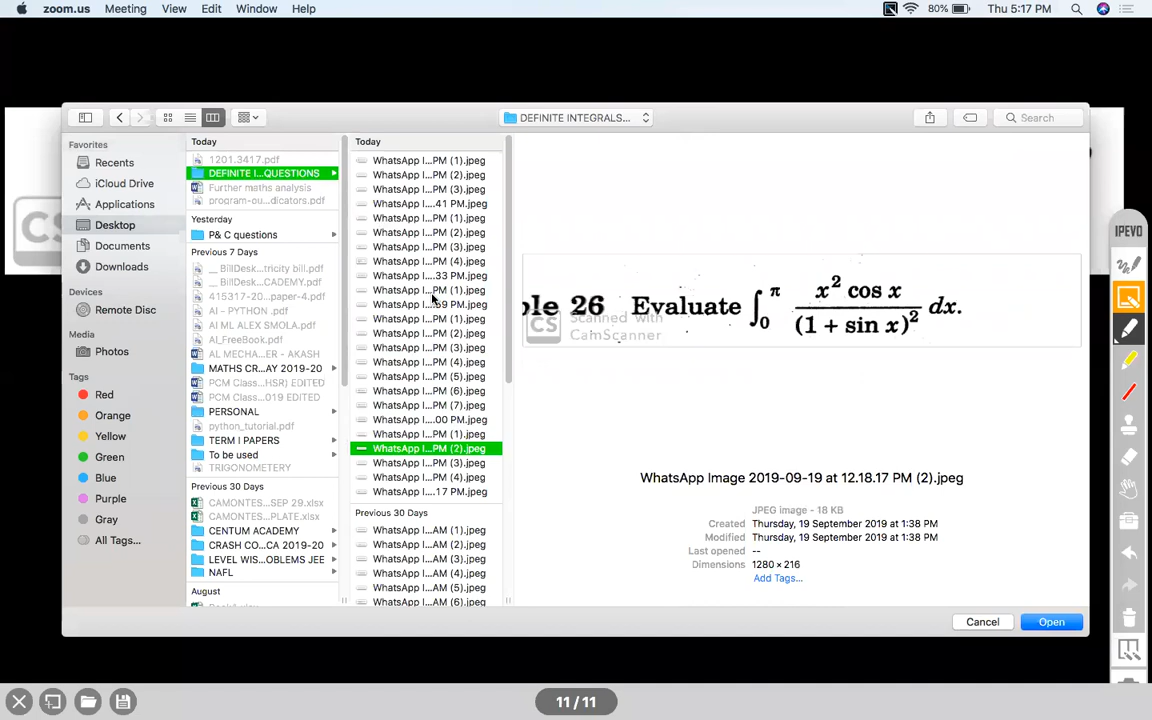 zoom.us Meeting View Edit Window Help 80% Thu 5:17 PM
DEFINITE INTEGRALS... Search
IPEVO
Favorites
Recents
iCloud Drive
Applications
Desktop
Documents
Downloads
Devices
Remote Disc
Media
Photos
Tags
Red
Orange
Yellow
Green
Blue
Purple
Gray
All Tags...
Today
1201.3417.pdf
DEFINITE I...QUESTIONS
Further maths analysis
program-ou...dicators.pdf
Yesterday
P& C questions
Previous 7 Days
__ BillDesk...tricity bill.pdf
__ BillDesk...CADEMY.pdf
415317-20...paper-4.pdf
AI - PYTHON .pdf
AI ML AJEX SMOLA.pdf
AI_FreeBook.pdf
AI MECHA...ER - AKASH
MATHS CR...AY 2019-20
PCM Class...HSR) EDITED
PCM Class...019 EDITED
PERSONAL
python_tutorial.pdf
TERM I PAPERS
To be used
TRIGONOMETERY
Previous 30 Days
CAMONTES...SEP 29.xlsx
CAMONTES...PLATE.xlsx
CENTUM ACADEMY
CRASH CO...CA 2019-20
LEVEL WIS...OBLEMS JEE
NAFL
August
Today
WhatsApp I...PM (1).jpeg
WhatsApp I...PM (2).jpeg
WhatsApp I...PM (3).jpeg
WhatsApp I....41 PM.jpeg
WhatsApp I...PM (1).jpeg
WhatsApp I...PM (2).jpeg
WhatsApp I...PM (3).jpeg
WhatsApp I...PM (4).jpeg
WhatsApp I....33 PM.jpeg
WhatsApp I...PM (1).jpeg
WhatsApp I....59 PM.jpeg
WhatsApp I...PM (1).jpeg
WhatsApp I...PM (2).jpeg
WhatsApp I...PM (3).jpeg
WhatsApp I...PM (4).jpeg
WhatsApp I...PM (5).jpeg
WhatsApp I...PM (6).jpeg
WhatsApp I...PM (7).jpeg
WhatsApp I....00 PM.jpeg
WhatsApp I...PM (1).jpeg
WhatsApp I...PM (2).jpeg
WhatsApp I...PM (3).jpeg
WhatsApp I...PM (4).jpeg
WhatsApp I....17 PM.jpeg
Previous 30 Days
WhatsApp I...AM (1).jpeg
WhatsApp I...AM (2).jpeg
WhatsApp I...AM (3).jpeg
WhatsApp I...AM (4).jpeg
WhatsApp I...AM (5).jpeg
WhatsApp I...AM (6).jpeg
ple 26 Evaluate ∫₀^π x² cos x / (1 + sin x)² dx.
CS Scanned with
CamScanner
WhatsApp Image 2019-09-19 at 12.18.17 PM (2).jpeg
JPEG image - 18 KB
Created Thursday, 19 September 2019 at 1:38 PM
Modified Thursday, 19 September 2019 at 1:38 PM
Last opened --
Dimensions 1280 × 216
Add Tags...
Cancel Open
CS
11 / 11